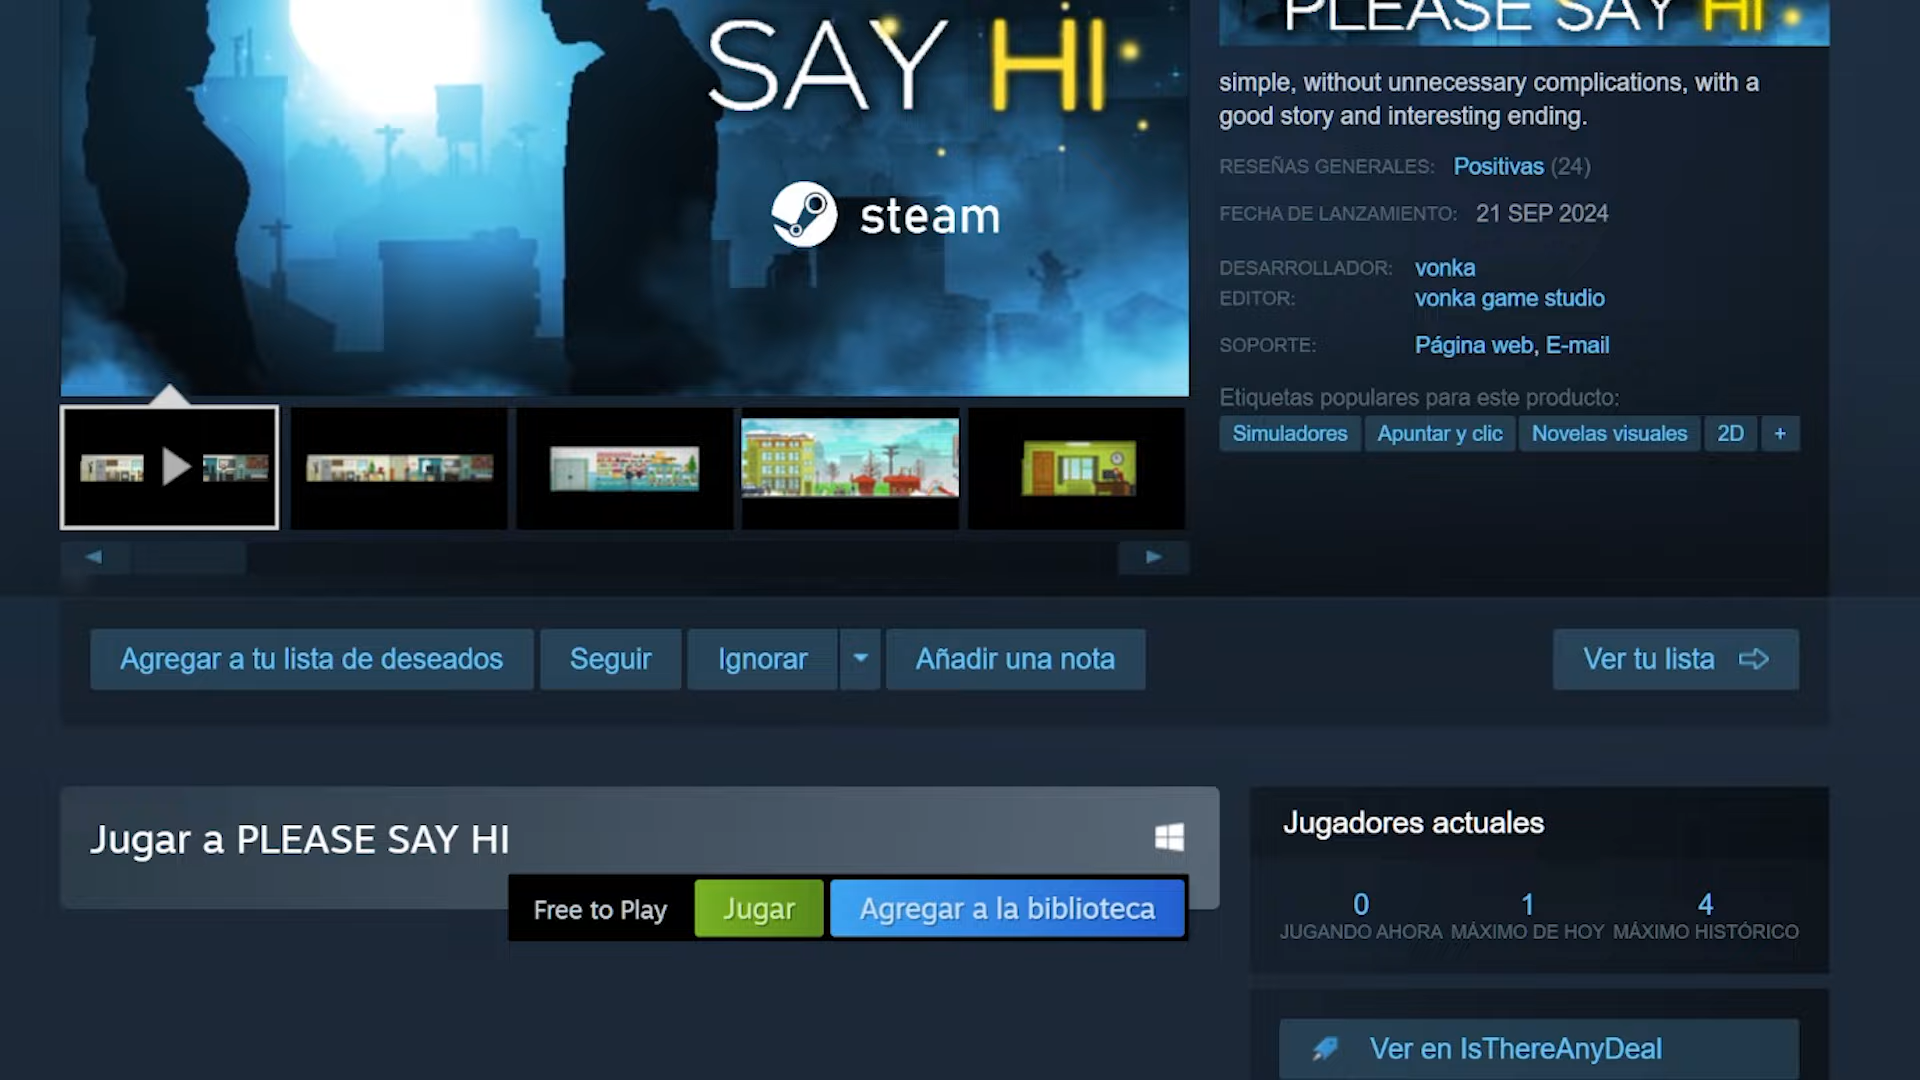 SAY HI
steam
PLEASE SAY HI
simple, without unnecessary complications, with a
good story and interesting ending.
RESEÑAS GENERALES: Positivas (24)
FECHA DE LANZAMIENTO: 21 SEP 2024
DESARROLLADOR: vonka
EDITOR: vonka game studio
SOPORTE: Página web, E-mail
Etiquetas populares para este producto:
Simuladores Apuntar y clic Novelas visuales 2D +
Agregar a tu lista de deseados Seguir Ignorar Añadir una nota Ver tu lista
Jugar a PLEASE SAY HI
Free to Play Jugar Agregar a la biblioteca
Jugadores actuales
0 1 4
JUGANDO AHORA MÁXIMO DE HOY MÁXIMO HISTÓRICO
Ver en IsThereAnyDeal